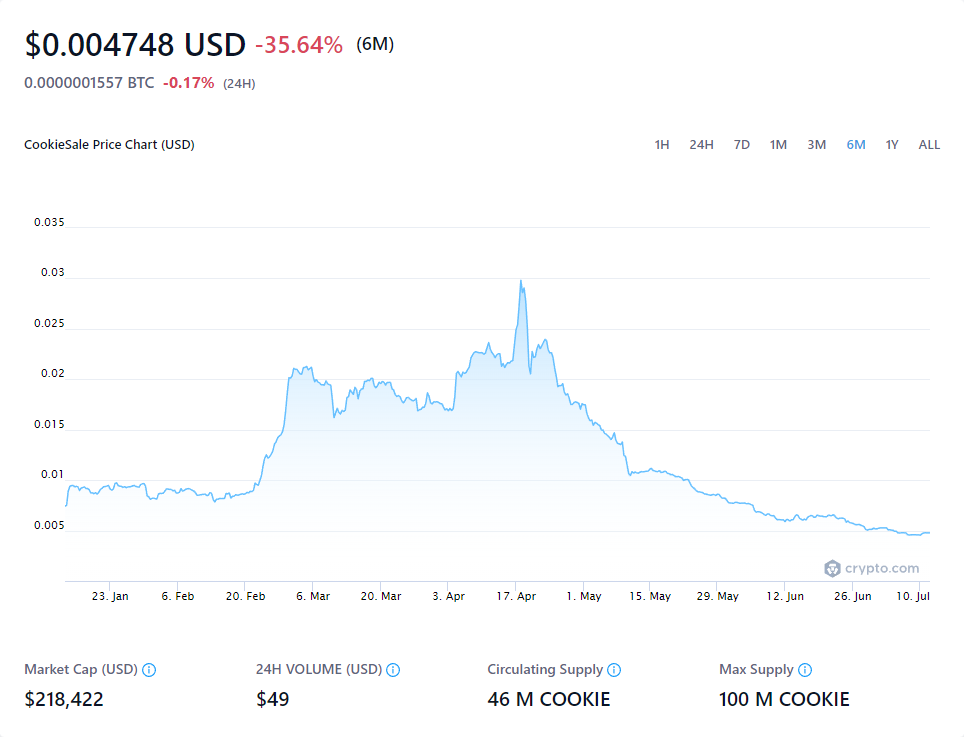 $0.004748 USD -35.64% (6M)
0.0000001557 BTC -0.17% (24H)
CookieSale Price Chart (USD) 1H 24H 7D 1M 3M 6M 1Y ALL
0.035
0.03
0.025
0.02
0.015
0.01
0.005
crypto.com
23. Jan 6. Feb 20. Feb 6. Mar 20. Mar 3. Apr 17. Apr 1. May 15. May 29. May 12. Jun 26. Jun 10. Jul
Market Cap (USD) 24H VOLUME (USD) Circulating Supply Max Supply
$218,422 $49 46 M COOKIE 100 M COOKIE